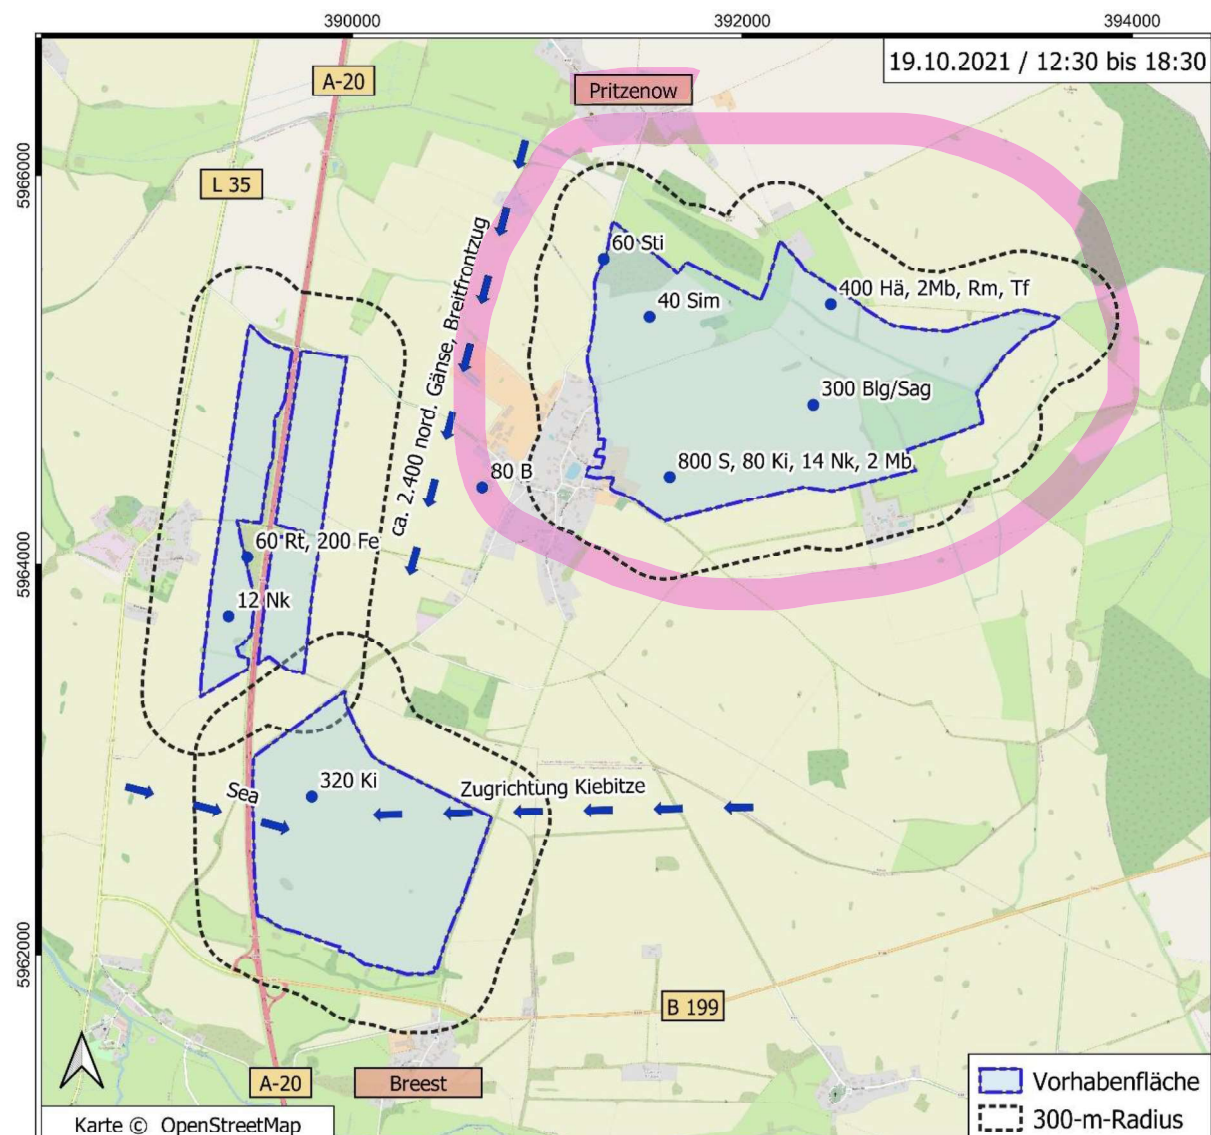 390000
392000
394000
19.10.2021 / 12:30 bis 18:30
A-20
Pritzenow
5966000
L 35
60 Sti
40 Sim
400 Hä, 2Mb, Rm, Tf
ca. 2.400 nord. Gänse, Breitfrontzug
300 Blg/Sag
80 B
800 S, 80 Ki, 14 Nk, 2 Mb
60 Rt, 200 Fe
5964000
12 Nk
320 Ki
Sea
Zugrichtung Kiebitze
5962000
B 199
A-20
Breest
Vorhabenfläche
300-m-Radius
Karte © OpenStreetMap